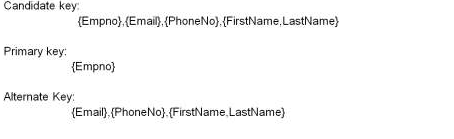 Candidate key:
{Empno},{Email},{PhoneNo},{FirstName,LastName}
Primary key:
{Empno}
Alternate Key:
{Email},{PhoneNo},{FirstName,LastName}